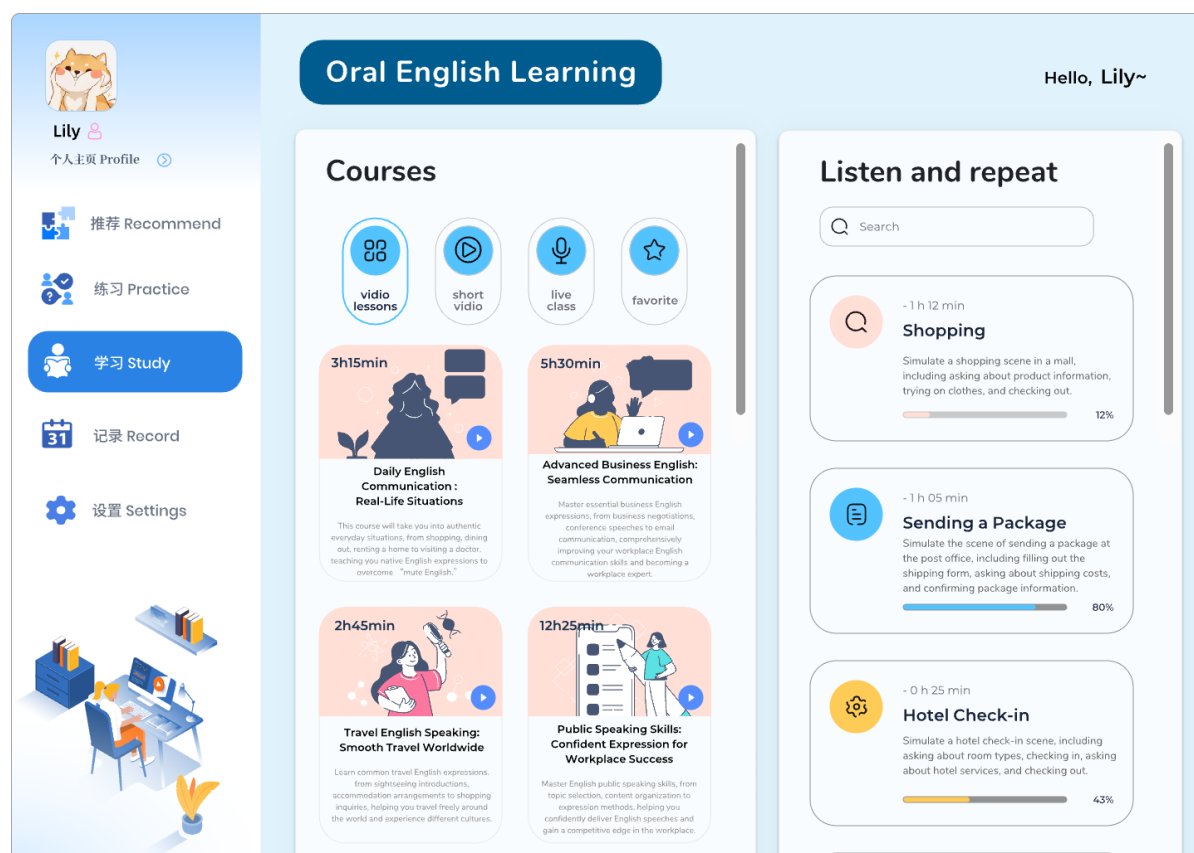 Lily
个人主页 Profile
推荐 Recommend
练习 Practice
学习 Study
31
记录 Record
设置 Settings
Oral English Learning
Hello, Lily~
Courses
vidio
lessons
short
vidio
live
class
favorite
3h15min
Daily English
Communication :
Real-Life Situations
This course will take you into authentic
everyday situations, from shopping, dining
out, renting a home to visiting a doctor.
teaching you native English expressions to
overcome “mute English.”
5h30min
Advanced Business English:
Seamless Communication
Master essential business English
expressions, from business negotiations,
conference speeches to email
communication, comprehensively
improving your workplace English
communication skills and becoming a
workplace expert.
2h45min
Travel English Speaking:
Smooth Travel Worldwide
Learn common travel English expressions.
from sightseeing introductions,
accommodation arrangements to shopping
inquiries, helping you travel freely around
the world and experience different cultures.
12h25min
Public Speaking Skills:
Confident Expression for
Workplace Success
Master English public speaking skills, from
topic selection, content organization to
expression methods, helping you
confidently deliver English speeches and
gain a competitive edge in the workplace.
Listen and repeat
Search
- 1 h 12 min
Shopping
Simulate a shopping scene in a mall,
including asking about product information,
trying on clothes, and checking out.
12%
- 1 h 05 min
Sending a Package
Simulate the scene of sending a package at
the post office, including filling out the
shipping form, asking about shipping costs,
and confirming package information.
80%
- 0 h 25 min
Hotel Check-in
Simulate a hotel check-in scene, including
asking about room types, checking in, asking
about hotel services, and checking out.
43%